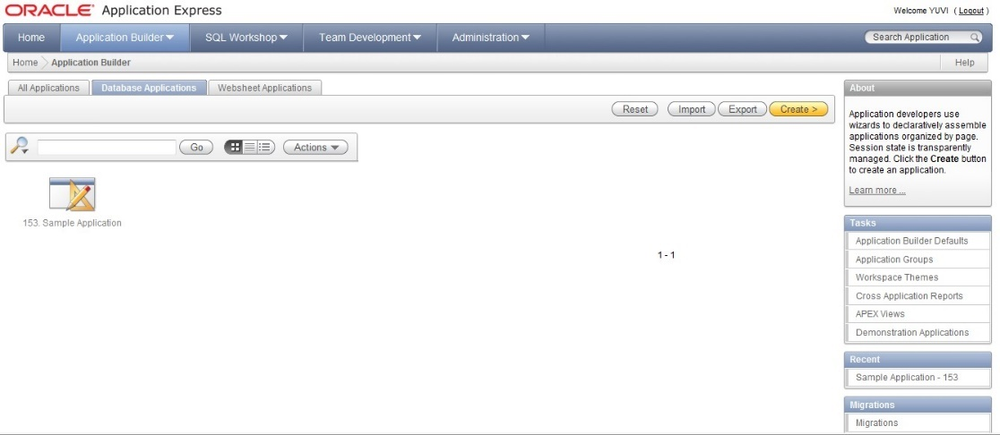 ORACLE Application Express
Welcome YUVI ( Logout )
Home Application Builder SQL Workshop Team Development Administration Search Application
Home Application Builder Help
All Applications Database Applications Websheet Applications
Reset Import Export Create >
Go Actions
153. Sample Application
1 - 1
About
Application developers use
wizards to declaratively assemble
applications organized by page.
Session state is transparently
managed. Click the Create button
to create an application.
Learn more ...
Tasks
Application Builder Defaults
Application Groups
Workspace Themes
Cross Application Reports
APEX Views
Demonstration Applications
Recent
Sample Application - 153
Migrations
Migrations